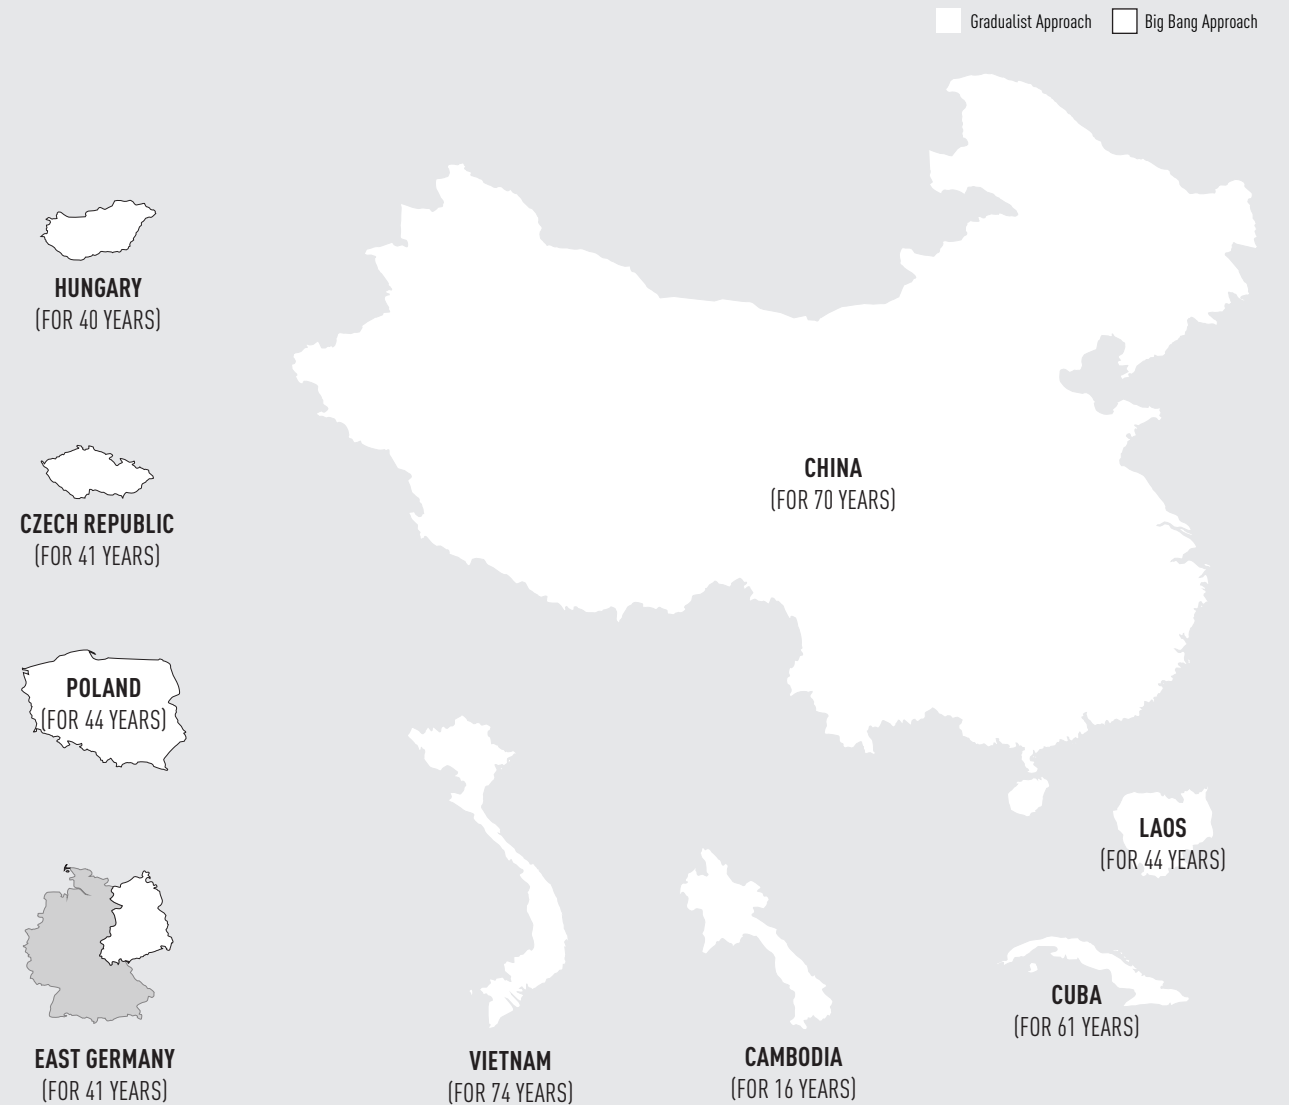 Gradualist Approach
Big Bang Approach
HUNGARY
(FOR 40 YEARS)
CZECH REPUBLIC
(FOR 41 YEARS)
POLAND
(FOR 44 YEARS)
EAST GERMANY
(FOR 41 YEARS)
CHINA
(FOR 70 YEARS)
VIETNAM
(FOR 74 YEARS)
CAMBODIA
(FOR 16 YEARS)
LAOS
(FOR 44 YEARS)
CUBA
(FOR 61 YEARS)